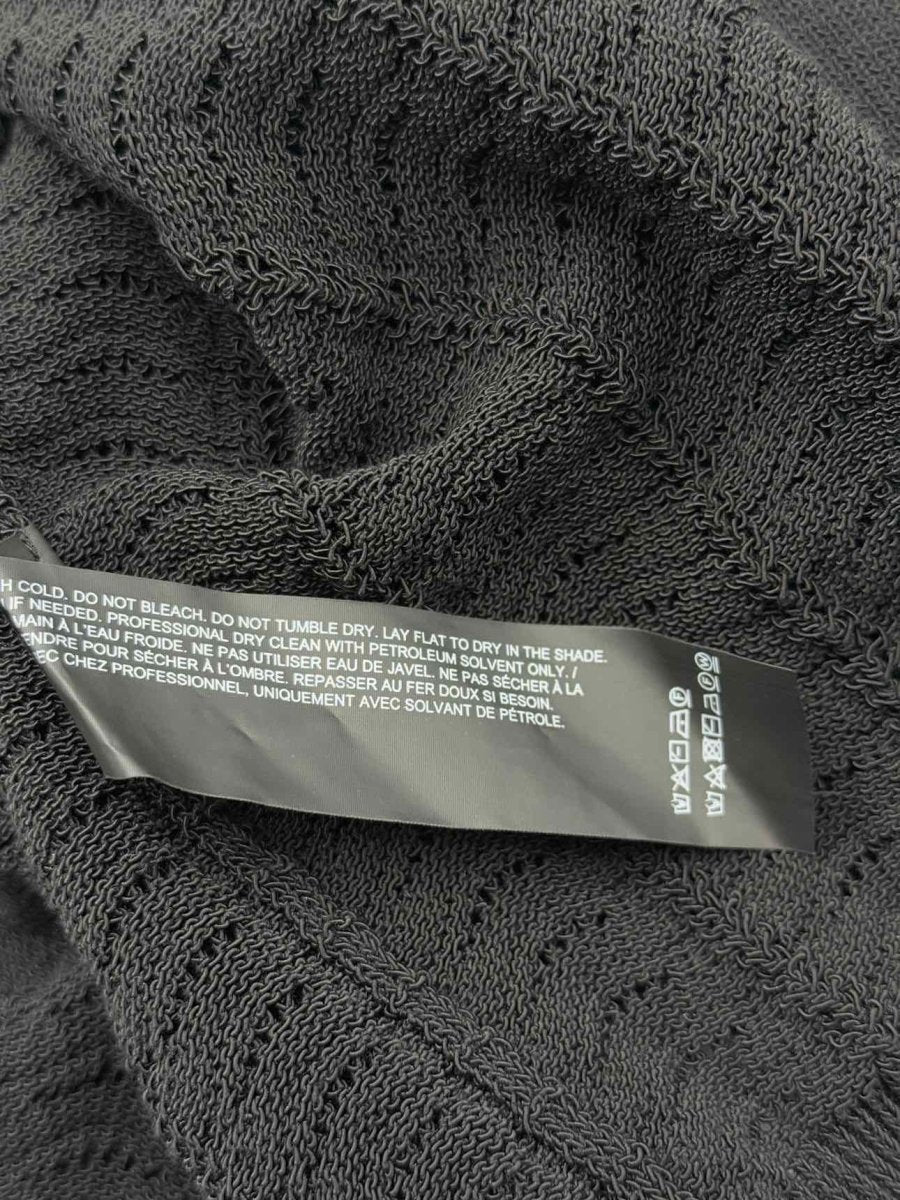 H COLD. DO NOT BLEACH. DO NOT TUMBLE DRY. LAY FLAT TO DRY IN THE SHADE.
IF NEEDED. PROFESSIONAL DRY CLEAN WITH PETROLEUM SOLVENT ONLY. /
MAIN À L'EAU FROIDE. NE PAS UTILISER EAU DE JAVEL. NE PAS SÉCHER À LA
ENDRE POUR SÉCHER À L'OMBRE. REPASSER AU FER DOUX SI BESOIN.
EC CHEZ PROFESSIONNEL, UNIQUEMENT AVEC SOLVANT DE PÉTROLE.